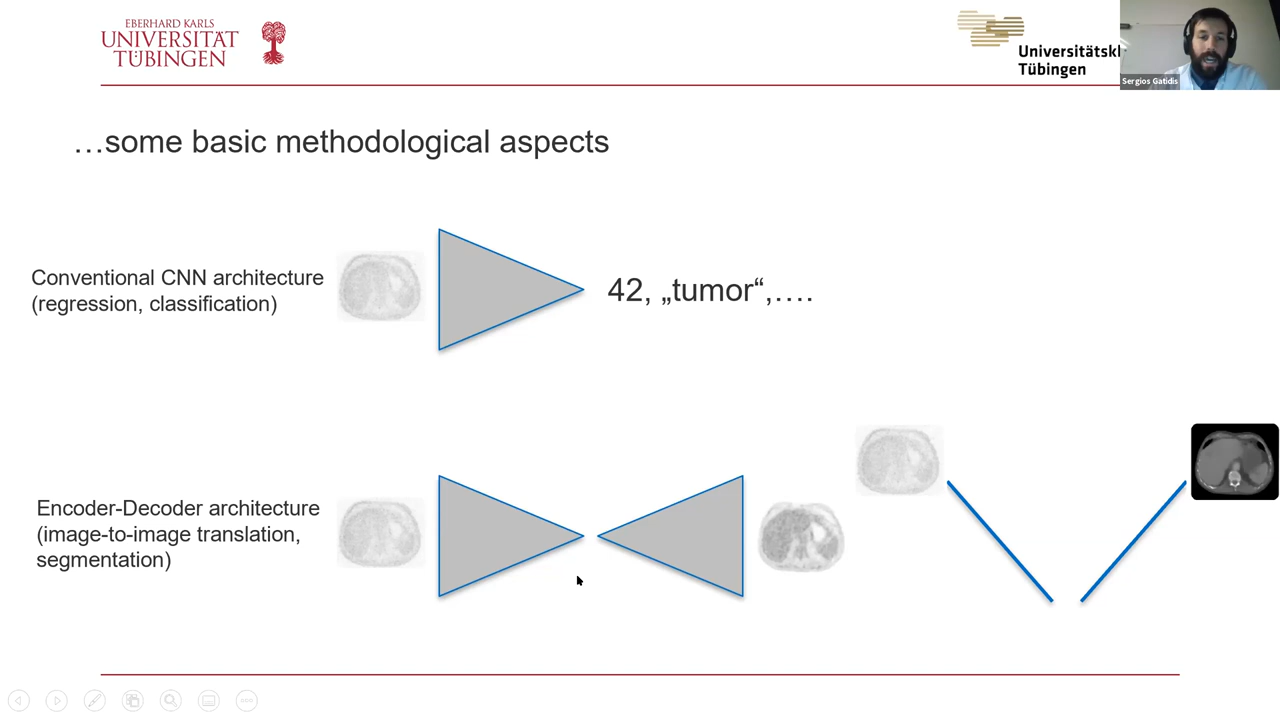 EBERHARD KARLS
UNIVERSITÄT
TÜBINGEN
Universitätskl
Tübingen
Sergios Gatidis
…some basic methodological aspects
Conventional CNN architecture
(regression, classification)
42, „tumor“,….
Encoder-Decoder architecture
(image-to-image translation,
segmentation)